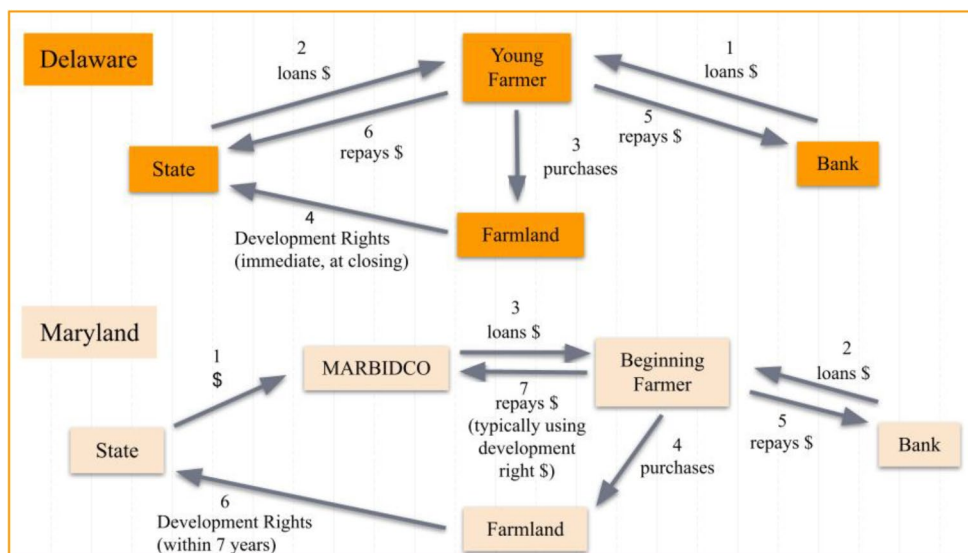 Delaware
2
loans $
Young
Farmer
1
loans $
6
repays $
5
repays $
3
purchases
State
Bank
4
Development Rights
(immediate, at closing)
Farmland
Maryland
1
$
MARBIDCO
3
loans $
Beginning
Farmer
2
loans $
7
repays $
(typically using
development
right $)
5
repays $
State
4
purchases
Bank
6
Development Rights
(within 7 years)
Farmland